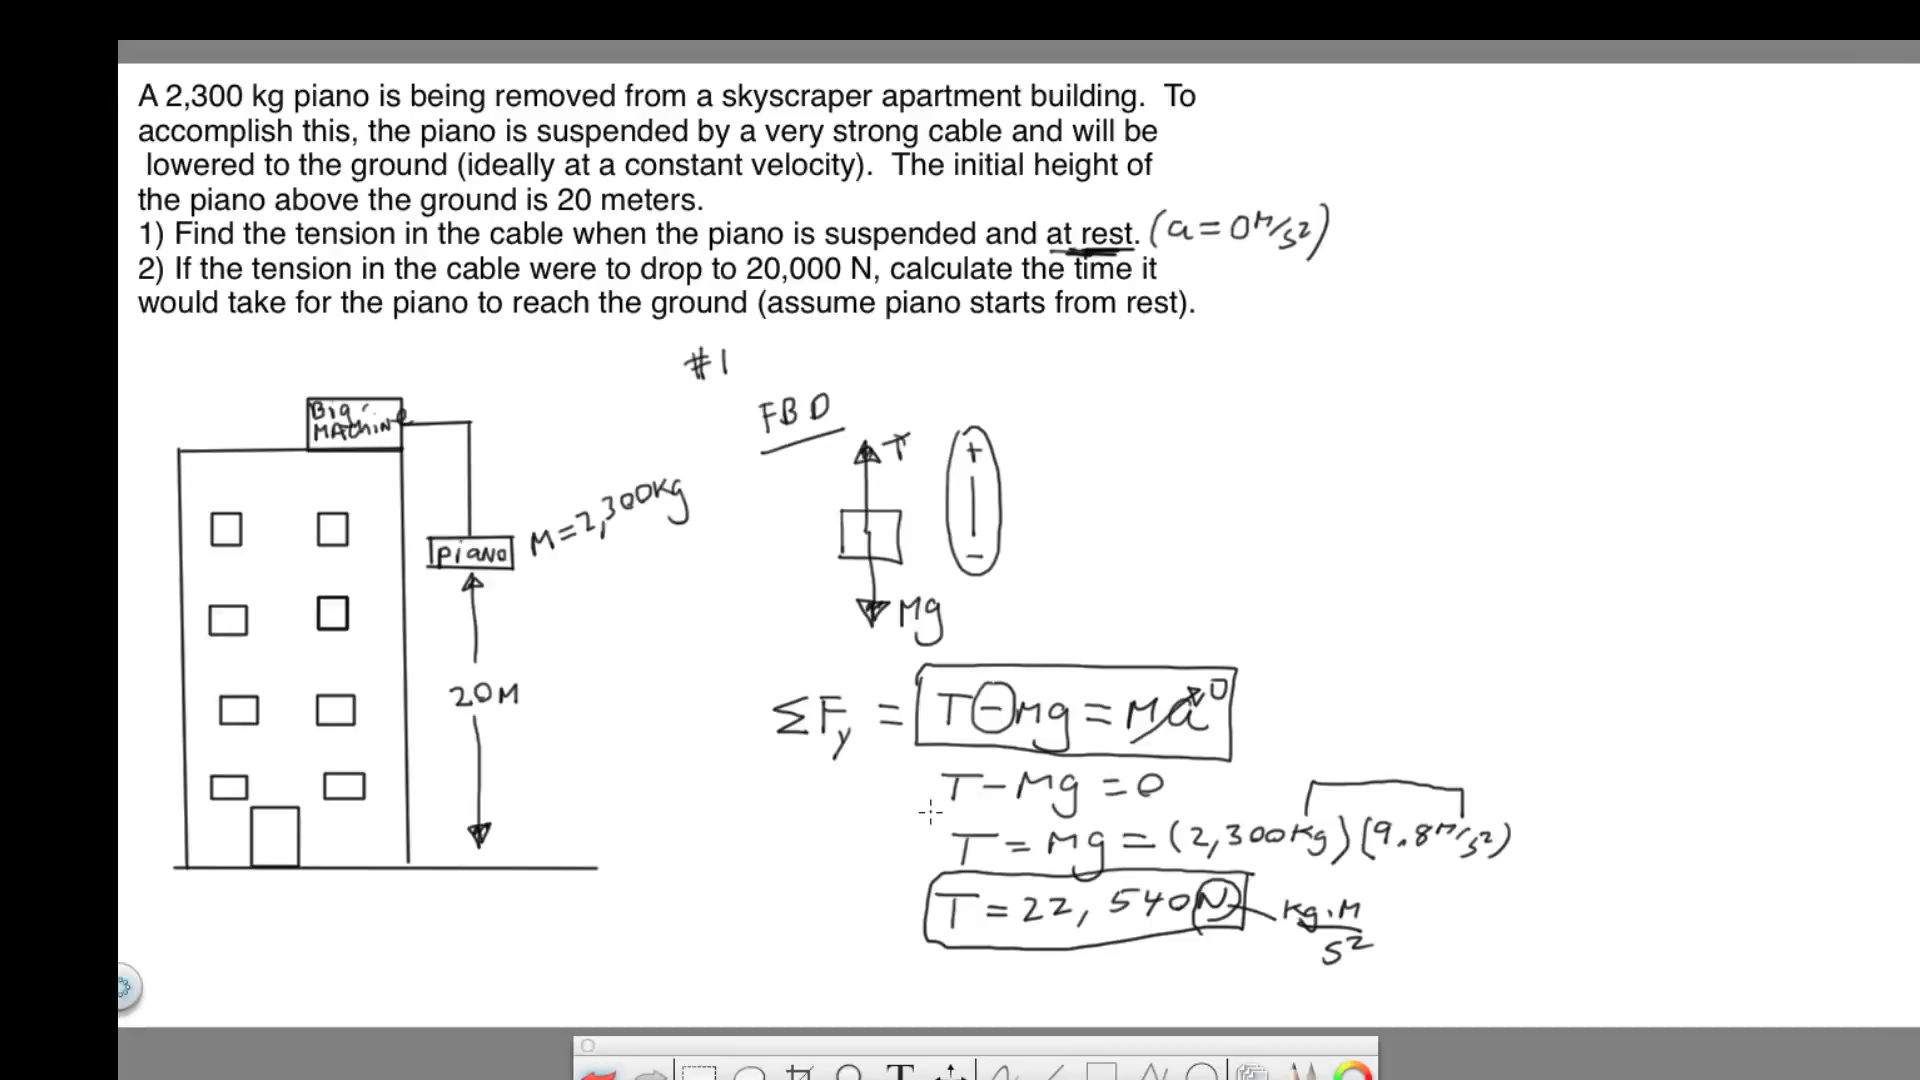 A 2,300 kg piano is being removed from a skyscraper apartment building. To
accomplish this, the piano is suspended by a very strong cable and will be
lowered to the ground (ideally at a constant velocity). The initial height of
the piano above the ground is 20 meters.
1) Find the tension in the cable when the piano is suspended and at rest. (a=0 M/s²)
2) If the tension in the cable were to drop to 20,000 N, calculate the time it
would take for the piano to reach the ground (assume piano starts from rest).
#1
FBD
Big
MAchine
T
+
-
piano
M=2,300kg
Mg
20M
ΣFy = T-Mg=Ma 0
T-Mg=0
T=Mg=(2,300kg)(9.8M/s²)
T=22,540N
kg.M
s²
T